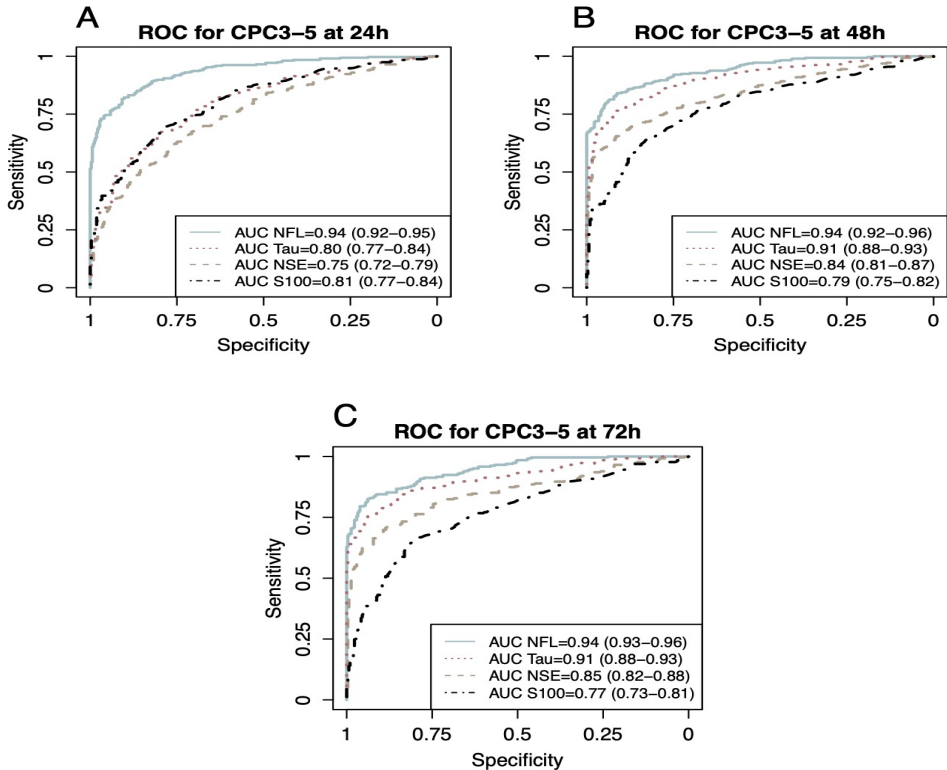 A
ROC for CPC3–5 at 24h
Sensitivity
1
0.75
0.5
0.25
0
AUC NFL=0.94 (0.92–0.95)
AUC Tau=0.80 (0.77–0.84)
AUC NSE=0.75 (0.72–0.79)
AUC S100=0.81 (0.77–0.84)
1 0.75 0.5 0.25 0
Specificity
B
ROC for CPC3–5 at 48h
Sensitivity
1
0.75
0.5
0.25
0
AUC NFL=0.94 (0.92–0.96)
AUC Tau=0.91 (0.88–0.93)
AUC NSE=0.84 (0.81–0.87)
AUC S100=0.79 (0.75–0.82)
1 0.75 0.5 0.25 0
Specificity
C
ROC for CPC3–5 at 72h
Sensitivity
1
0.75
0.5
0.25
0
AUC NFL=0.94 (0.93–0.96)
AUC Tau=0.91 (0.88–0.93)
AUC NSE=0.85 (0.82–0.88)
AUC S100=0.77 (0.73–0.81)
1 0.75 0.5 0.25 0
Specificity